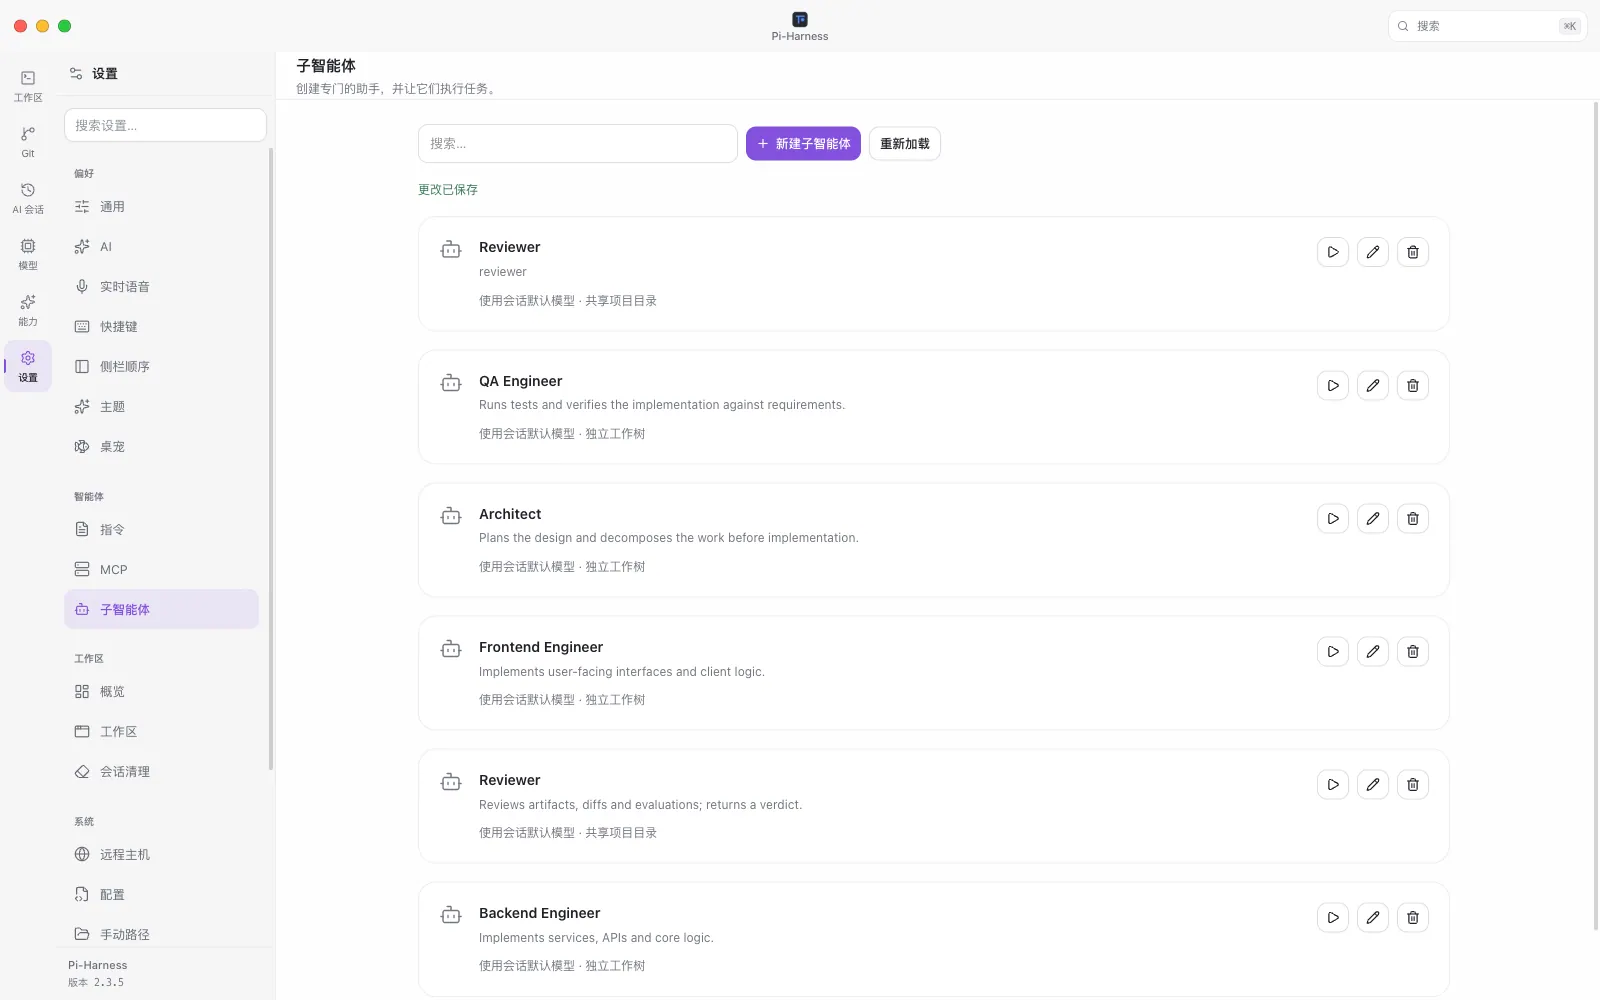 Pi-Harness
搜索
⌘K
工作区
Git
AI 会话
模型
能力
设置
设置
搜索设置...
偏好
通用
AI
实时语音
快捷键
侧栏顺序
主题
桌宠
智能体
指令
MCP
子智能体
工作区
概览
工作区
会话清理
系统
远程主机
配置
手动路径
Pi-Harness
版本 2.3.5
子智能体
创建专门的助手，并让它们执行任务。
搜索...
新建子智能体
重新加载
更改已保存
Reviewer
reviewer
使用会话默认模型 · 共享项目目录
QA Engineer
Runs tests and verifies the implementation against requirements.
使用会话默认模型 · 独立工作树
Architect
Plans the design and decomposes the work before implementation.
使用会话默认模型 · 独立工作树
Frontend Engineer
Implements user-facing interfaces and client logic.
使用会话默认模型 · 独立工作树
Reviewer
Reviews artifacts, diffs and evaluations; returns a verdict.
使用会话默认模型 · 共享项目目录
Backend Engineer
Implements services, APIs and core logic.
使用会话默认模型 · 独立工作树